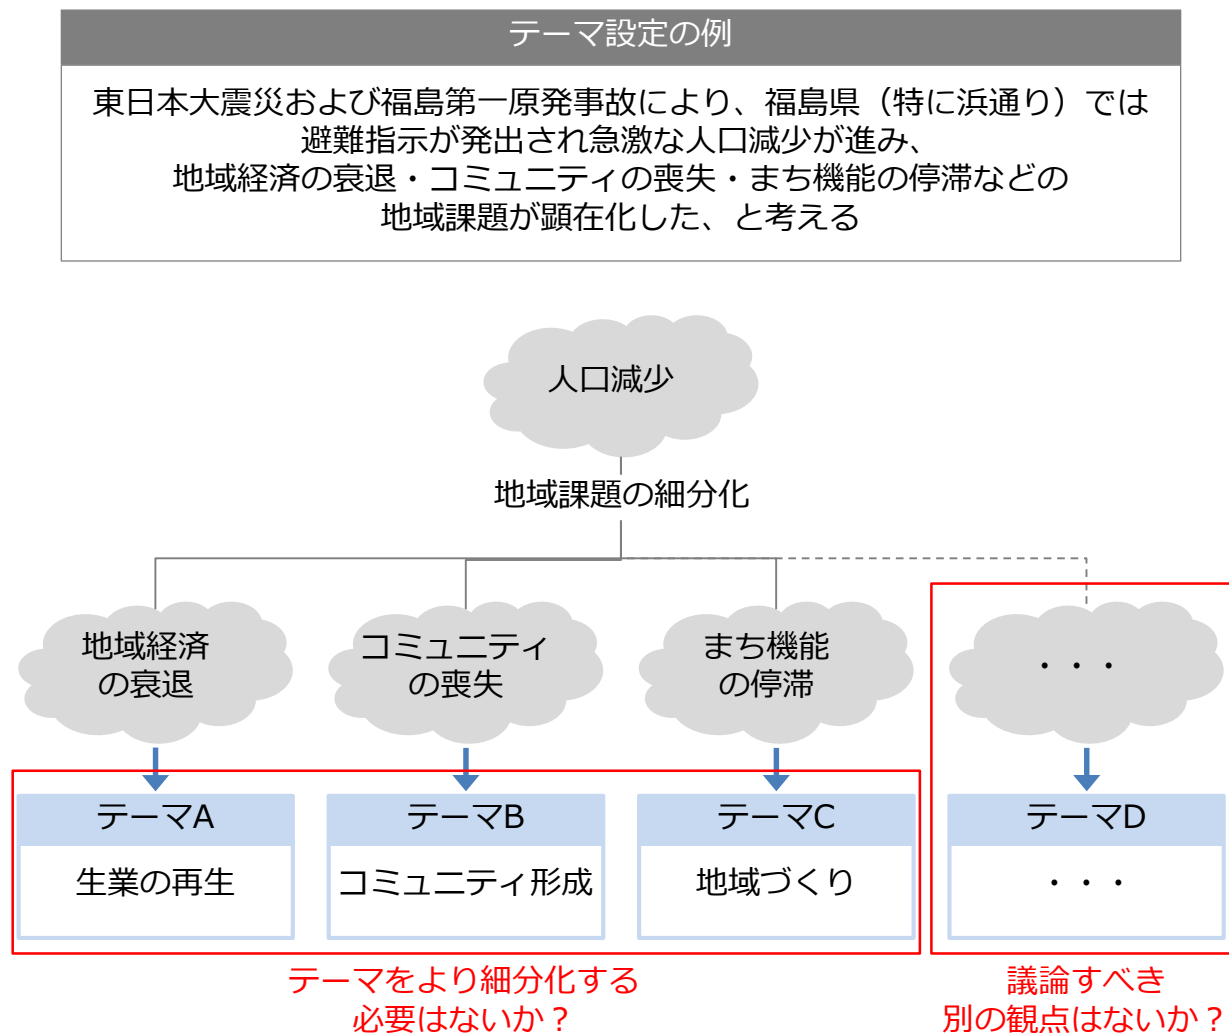 テーマ設定の例
東日本大震災および福島第一原発事故により、福島県（特に浜通り）では
避難指示が発出され急激な人口減少が進み、
地域経済の衰退・コミュニティの喪失・まち機能の停滞などの
地域課題が顕在化した、と考える
人口減少
地域課題の細分化
地域経済
の衰退
コミュニティ
の喪失
まち機能
の停滞
・・・
テーマA
生業の再生
テーマB
コミュニティ形成
テーマC
地域づくり
テーマD
・・・
テーマをより細分化する
必要はないか？
議論すべき
別の観点はないか？